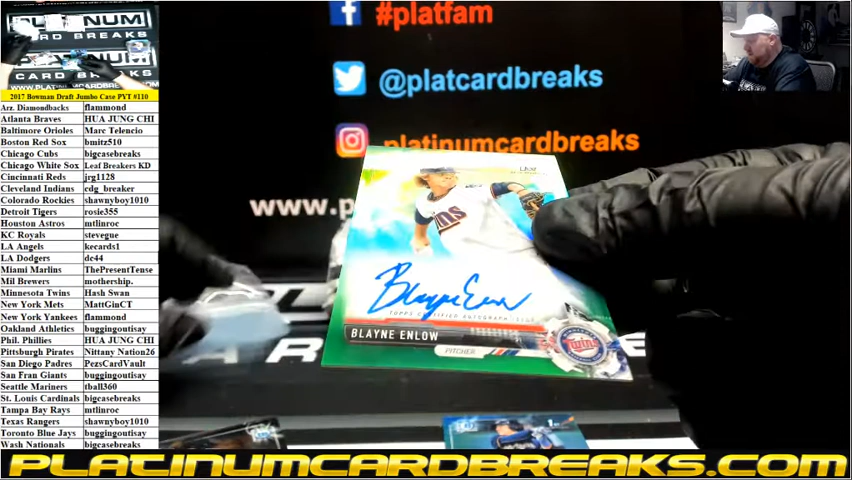 PLATINUM
CARD BREAKS
2017 Bowman Draft Jumbo Case PYT #110
Arz. Diamondbacks flammond
Atlanta Braves HUA JUNG CHI
Baltimore Orioles Marc Telencio
Boston Red Sox bmitz510
Chicago Cubs bigcasebreaks
Chicago White Sox Leaf Breakers KD
Cincinnati Reds jrg1128
Cleveland Indians cdg_breaker
Colorado Rockies shawnyboy1010
Detroit Tigers rosie355
Houston Astros mtlinroc
KC Royals stevegue
LA Angels kecards1
LA Dodgers dc44
Miami Marlins ThePresentTense
Mil Brewers mothership.
Minnesota Twins Hash Swan
New York Mets MattGinCT
New York Yankees flammond
Oakland Athletics buggingoutisay
Phil. Phillies HUA JUNG CHI
Pittsburgh Pirates Nittany Nation26
San Diego Padres PezsCardVault
San Fran Giants buggingoutisay
Seattle Mariners tball360
St. Louis Cardinals bigcasebreaks
Tampa Bay Rays mtlinroc
Texas Rangers shawnyboy1010
Toronto Blue Jays buggingoutisay
Wash Nationals bigcasebreaks
#platfam
@platcardbreaks
platinumcardbreaks
www.p
Blayne Enlow
TOPPS CERTIFIED AUTOGRAPH ISSUE
BLAYNE ENLOW
PITCHER
Twins
PLATINUMCARDBREAKS.COM